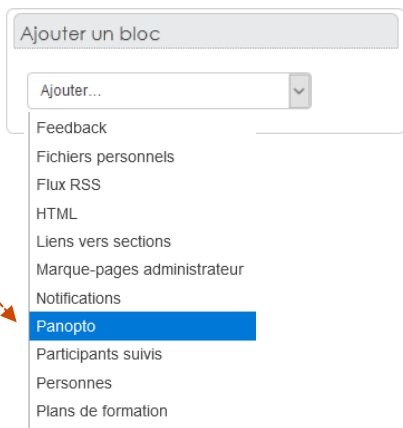 Ajouter un bloc
Ajouter...
Feedback
Fichiers personnels
Flux RSS
HTML
Liens vers sections
Marque-pages administrateur
Notifications
Panopto
Participants suivis
Personnes
Plans de formation